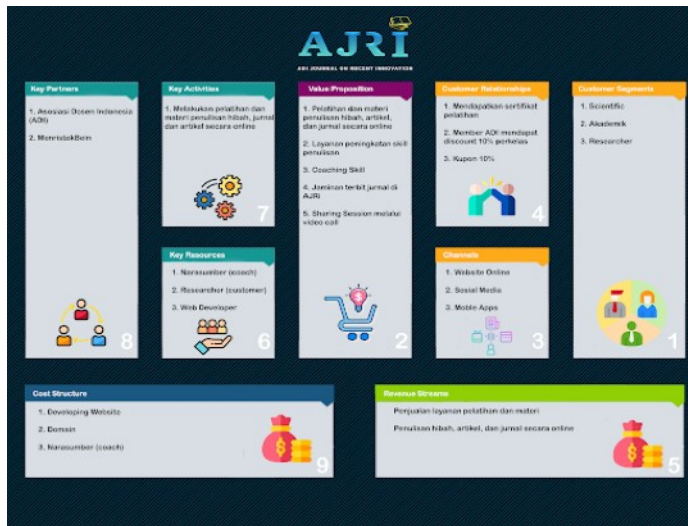 AJRI
ADI JOURNAL ON RECENT INNOVATION
Key Partners
1. Asosiasi Dosen Indonesia
(ADI)
2. MenristekBein
8
Key Activities
1. Melakukan pelatihan dan
materi penulisan hibah, jurnal
dan artikel secara online
7
Key Resources
1. Narasumber (coach)
2. Researcher (customer)
3. Web Developer
6
Value Proposition
1. Pelatihan dan materi
penulisan hibah, artikel,
dan jurnal secara online
2. Layanan peningkatan skill
penulisan
3. Coaching Skill
4. Jaminan terbit jurnal di
AJRI
5. Sharing Session melalui
video call
2
Customer Relationships
1. Mendapatkan sertifikat
pelatihan
2. Member ADI mendapat
discount 10% perkelas
3. Kupon 10%
4
Channels
1. Website Online
2. Sosial Media
3. Mobile Apps
3
Customer Segments
1. Scientific
2. Akademik
3. Researcher
1
Cost Structure
1. Developing Website
2. Domain
3. Narasumber (coach)
9
Revenue Streams
Penjualan layanan pelatihan dan materi
Penulisan hibah, artikel, dan jurnal secara online
5